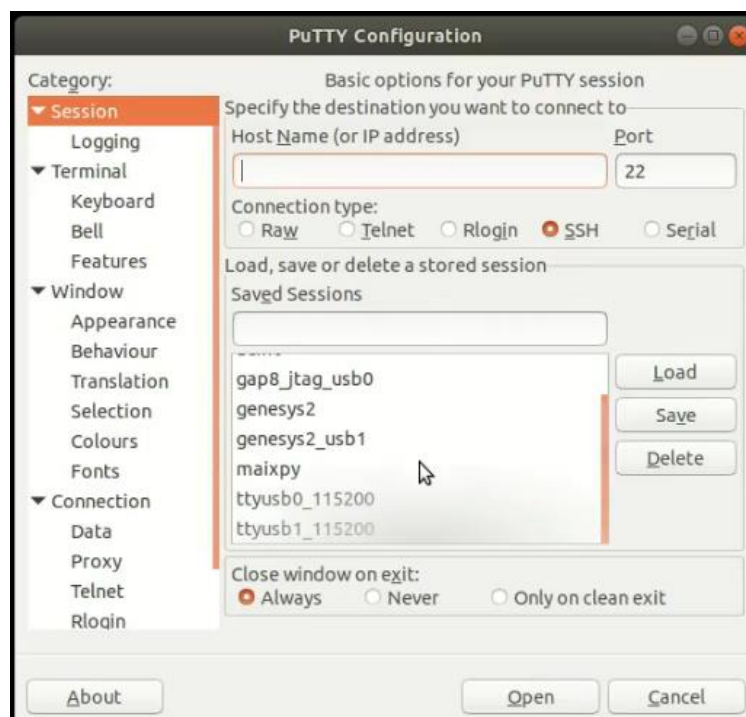 PuTTY Configuration
Category:
Session
Logging
Terminal
Keyboard
Bell
Features
Window
Appearance
Behaviour
Translation
Selection
Colours
Fonts
Connection
Data
Proxy
Telnet
Rlogin
Basic options for your PuTTY session
Specify the destination you want to connect to
Host Name (or IP address) Port
22
Connection type:
Raw Telnet Rlogin SSH Serial
Load, save or delete a stored session
Saved Sessions
gap8_jtag_usb0
genesys2
genesys2_usb1
maixpy
ttyusb0_115200
ttyusb1_115200
Load
Save
Delete
Close window on exit:
Always Never Only on clean exit
About Open Cancel